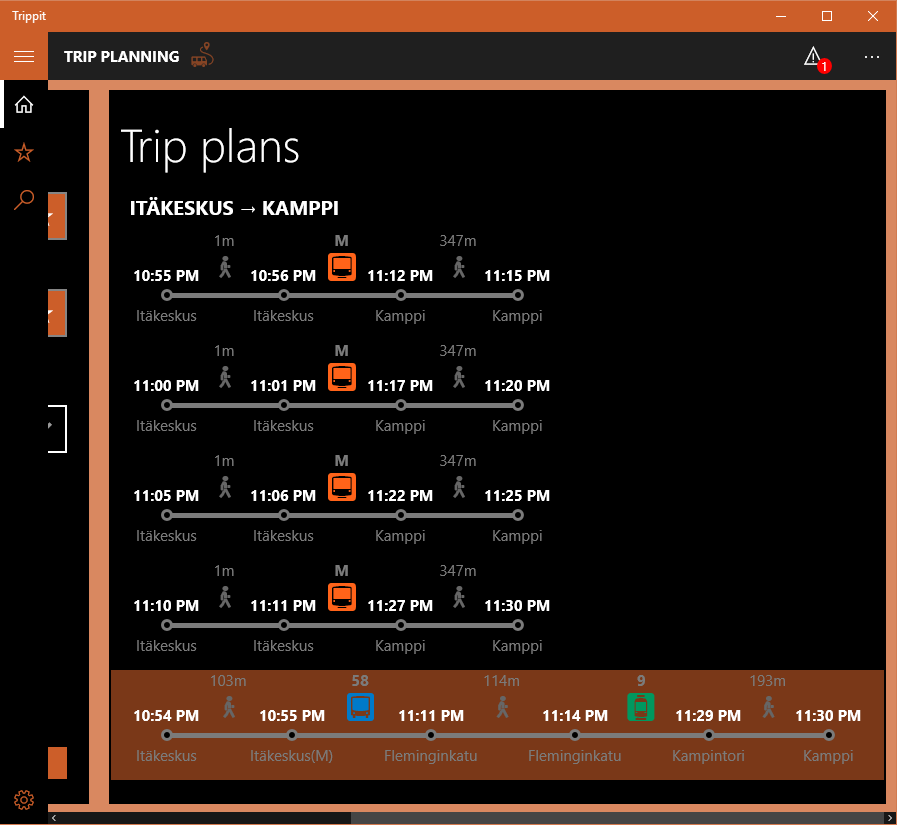 Trippit
TRIP PLANNING
1
Trip plans
ITÄKESKUS → KAMPPI
1m M 347m
10:55 PM 10:56 PM 11:12 PM 11:15 PM
Itäkeskus Itäkeskus Kamppi Kamppi
1m M 347m
11:00 PM 11:01 PM 11:17 PM 11:20 PM
Itäkeskus Itäkeskus Kamppi Kamppi
1m M 347m
11:05 PM 11:06 PM 11:22 PM 11:25 PM
Itäkeskus Itäkeskus Kamppi Kamppi
1m M 347m
11:10 PM 11:11 PM 11:27 PM 11:30 PM
Itäkeskus Itäkeskus Kamppi Kamppi
103m 58 114m 9 193m
10:54 PM 10:55 PM 11:11 PM 11:14 PM 11:29 PM 11:30 PM
Itäkeskus Itäkeskus(M) Fleminginkatu Fleminginkatu Kampintori Kamppi